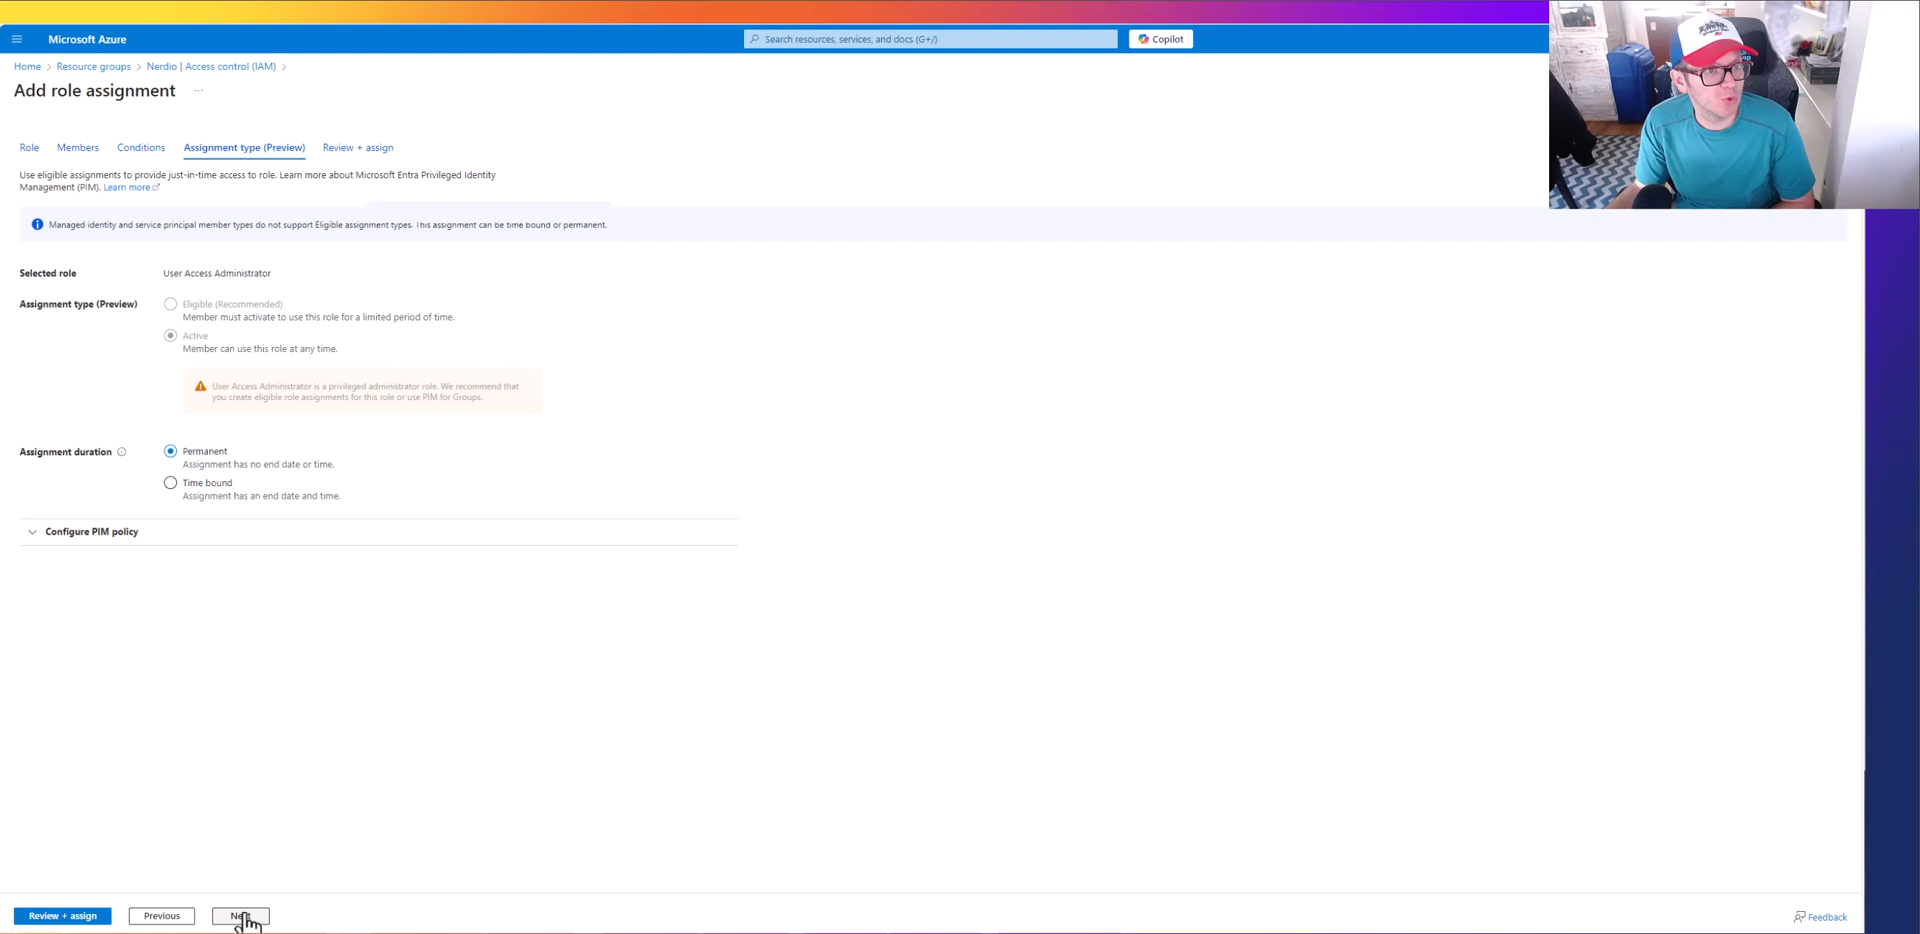 Microsoft Azure
Search resources, services, and docs (G+/)
Copilot
Home > Resource groups > Nerdio | Access control (IAM) >
Add role assignment ...
Role Members Conditions Assignment type (Preview) Review + assign
Use eligible assignments to provide just-in-time access to role. Learn more about Microsoft Entra Privileged Identity
Management (PIM). Learn more
Managed identity and service principal member types do not support Eligible assignment types. This assignment can be time bound or permanent.
Selected role User Access Administrator
Assignment type (Preview) Eligible (Recommended)
Member must activate to use this role for a limited period of time.
Active
Member can use this role at any time.
User Access Administrator is a privileged administrator role. We recommend that
you create eligible role assignments for this role or use PIM for Groups.
Assignment duration Permanent
Assignment has no end date or time.
Time bound
Assignment has an end date and time.
Configure PIM policy
Review + assign Previous
Feedback